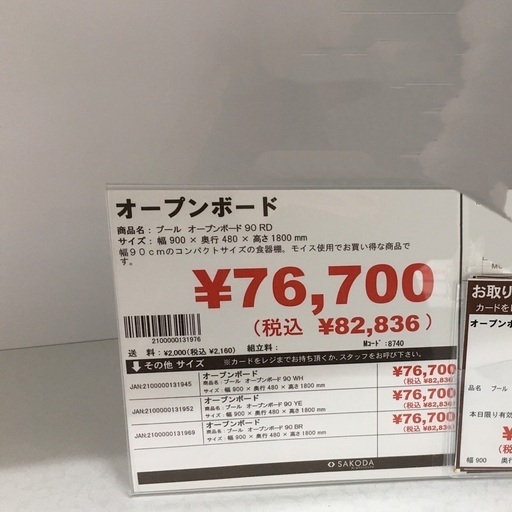 オープンボード
商品名：プール オープンボード 90 RD
サイズ：幅 900 × 奥行 480 × 高さ 1800 mm
幅９０ｃｍのコンパクトサイズの食器棚。モイス使用でお買い得な商品で
す。
¥76,700
(税込 ¥82,836 )
2100000131976
送 料：¥2,000(税込 ¥2,160) 組立料： Mコード :8740
その他 サイズ ※カードをレジまでお持ち頂くか、スタッフをお呼び下さい。
JAN:2100000131945
オープンボード
商品名：プール オープンボード 90 WH
サイズ：幅 900 × 奥行 480 × 高さ 1800 mm
¥76,700
(税込 ¥82,836
JAN:2100000131952
オープンボード
商品名：プール オープンボード 90 YE
サイズ：幅 900 × 奥行 480 × 高さ 1800 mm
¥76,700
(税込 ¥82,836
JAN:2100000131969
オープンボード
商品名：プール オープンボード 90 BR
サイズ：幅 900 × 奥行 480 × 高さ 1800 mm
¥76,700
(税込 ¥82,836
SAKODA
お取り
カードをレ
オープンボ
品名：プール
本日限り有効
¥
(税
幅 900 奥